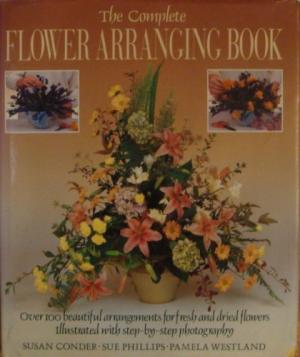 The Complete
FLOWER ARRANGING BOOK
Over 100 beautiful arrangements for fresh and dried flowers
Illustrated with step-by-step photography
SUSAN CONDER · SUE PHILLIPS · PAMELA WESTLAND